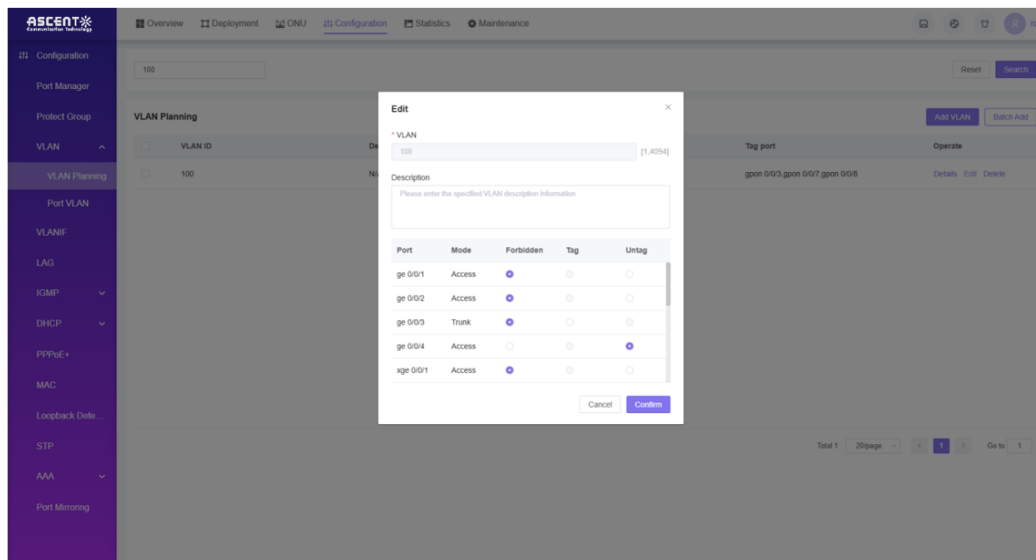 ASCENT
Communication Technology
Overview Deployment ONU Configuration Statistics Maintenance
Configuration
Port Manager
Protect Group
VLAN
VLAN Planning
Port VLAN
VLANIF
LAG
IGMP
DHCP
PPPoE+
MAC
Loopback Dete...
STP
AAA
Port Mirroring
100
Reset Search
VLAN Planning
Add VLAN Batch Add
VLAN ID Tag port Operate
100 gpon 0/0/3,gpon 0/0/7,gpon 0/0/8 Details Edit Delete
Edit
* VLAN
100 [1,4094]
Description
Please enter the specified VLAN description information
Port Mode Forbidden Tag Untag
ge 0/0/1 Access
ge 0/0/2 Access
ge 0/0/3 Trunk
ge 0/0/4 Access
xge 0/0/1 Access
Cancel Confirm
Total 1 20/page 1 Go to 1